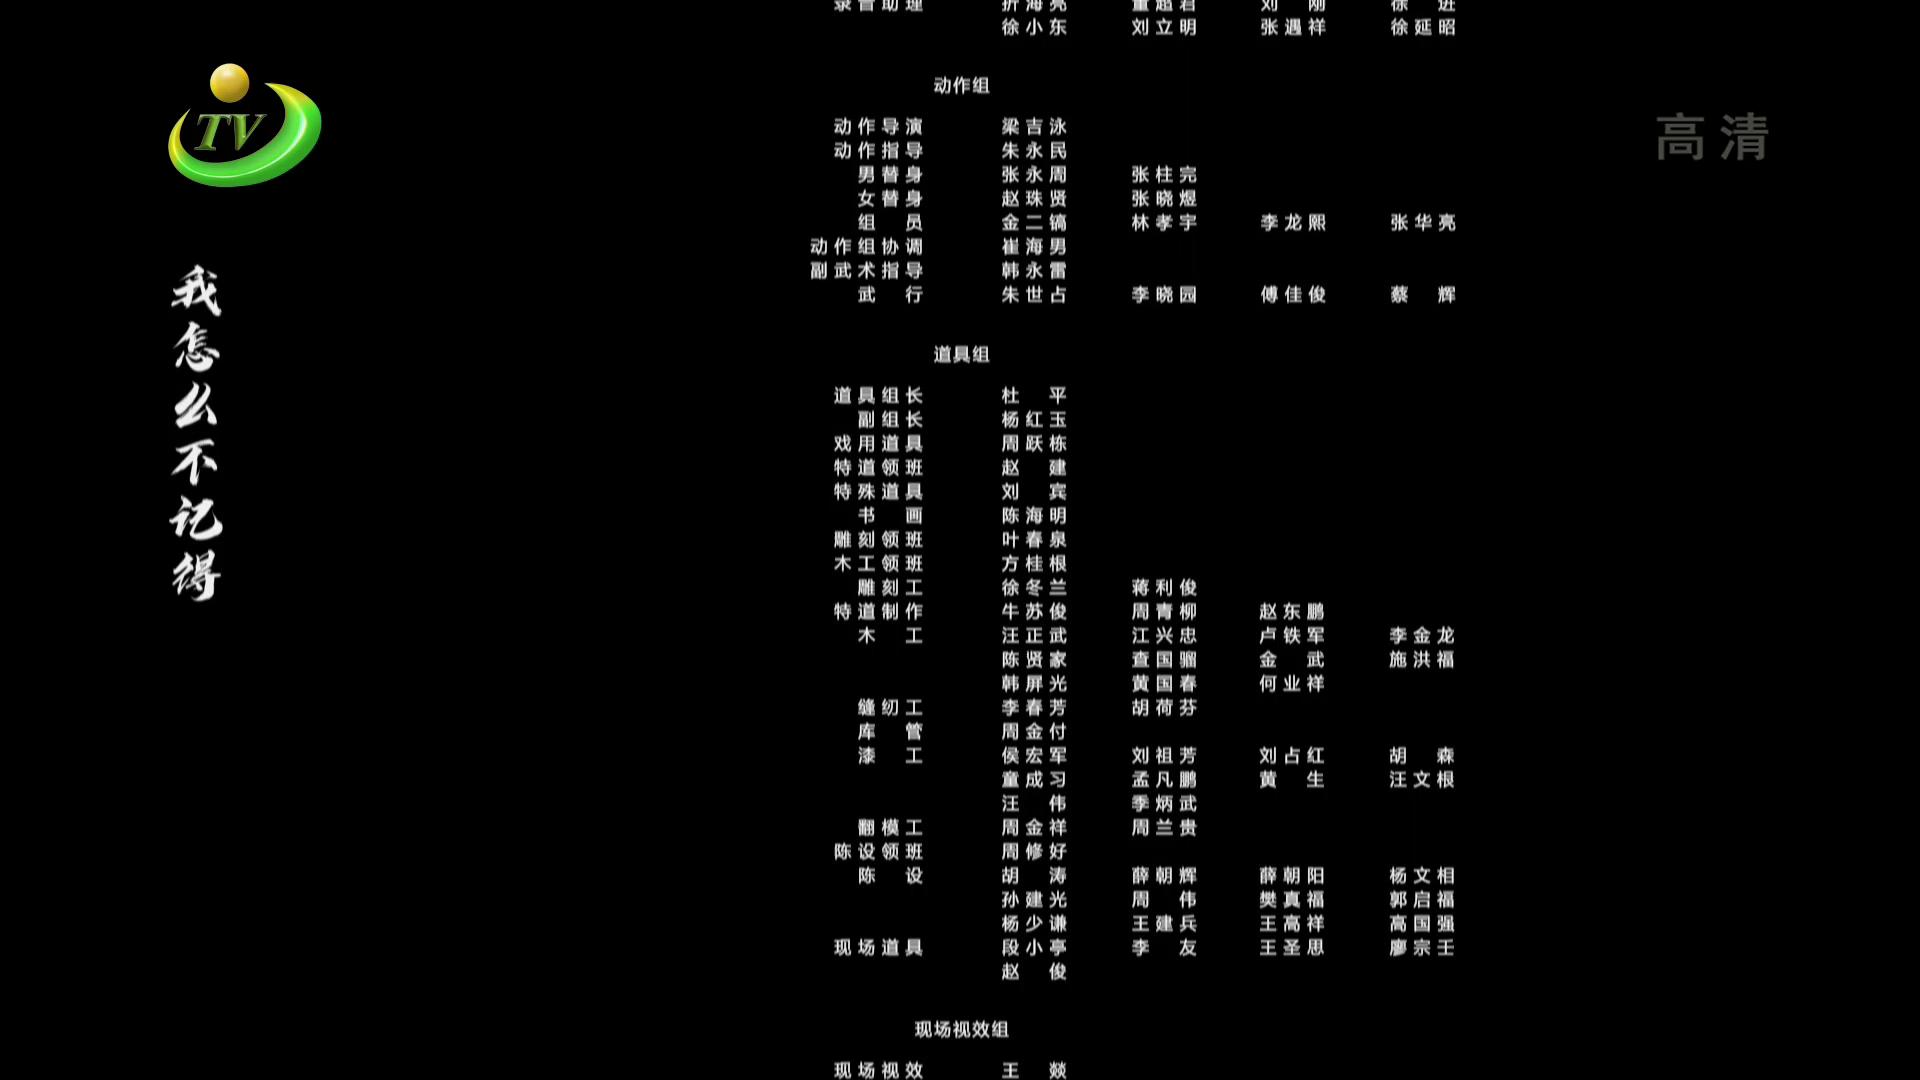 录音助理 折海亮 董超君 刘刚 徐进
徐小东 刘立明 张遇祥 徐延昭
动作组
动作导演 梁吉泳
动作指导 朱永民
男替身 张永周 张柱完
女替身 赵珠贤 张晓煜
组员 金二镐 林孝宇 李龙熙 张华亮
动作组协调 崔海男
副武术指导 韩永雷
武行 朱世占 李晓园 傅佳俊 蔡辉
道具组
道具组长 杜平
副组长 杨红玉
戏用道具 周跃栋
特道领班 赵建
特殊道具 刘宾
书画 陈海明
雕刻领班 叶春泉
木工领班 方桂根
雕刻工 徐冬兰 蒋利俊
特道制作 牛苏俊 周青柳 赵东鹏
木工 汪正武 江兴忠 卢铁军 李金龙
陈贤家 查国骝 金武 施洪福
韩屏光 黄国春 何业祥
缝纫工 李春芳 胡荷芬
库管 周金付
漆工 侯宏军 刘祖芳 刘占红 胡森
童成习 孟凡鹏 黄生 汪文根
汪伟 季炳武
翻模工 周金祥 周兰贵
陈设领班 周修好
陈设 胡涛 薛朝辉 薛朝阳 杨文相
孙建光 周伟 樊真福 郭启福
杨少谦 王建兵 王高祥 高国强
现场道具 段小亭 李友 王圣思 廖宗壬
赵俊
现场视效组
现场视效 王燚
TV
高清
我怎么不记得